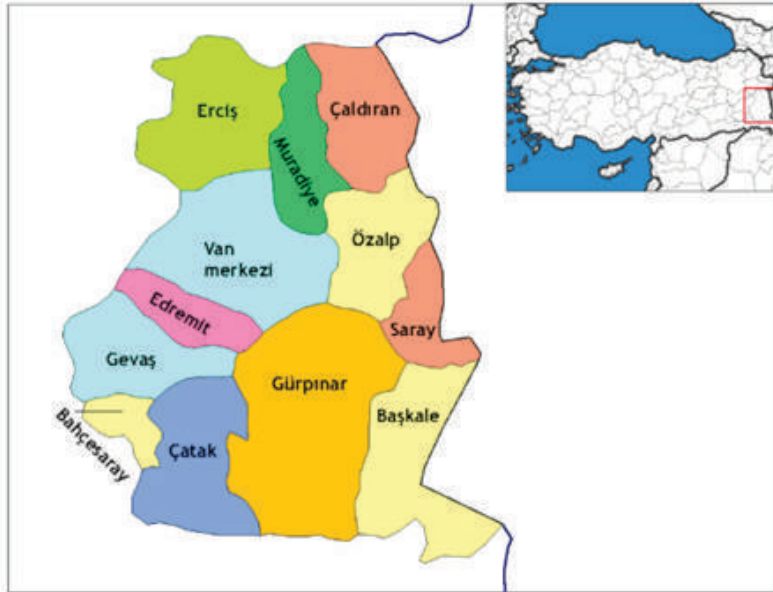 Erciş
Muradiye
Çaldıran
Van
merkezi
Özalp
Edremit
Saray
Gevaş
Gürpınar
Başkale
Bahçesaray
Çatak